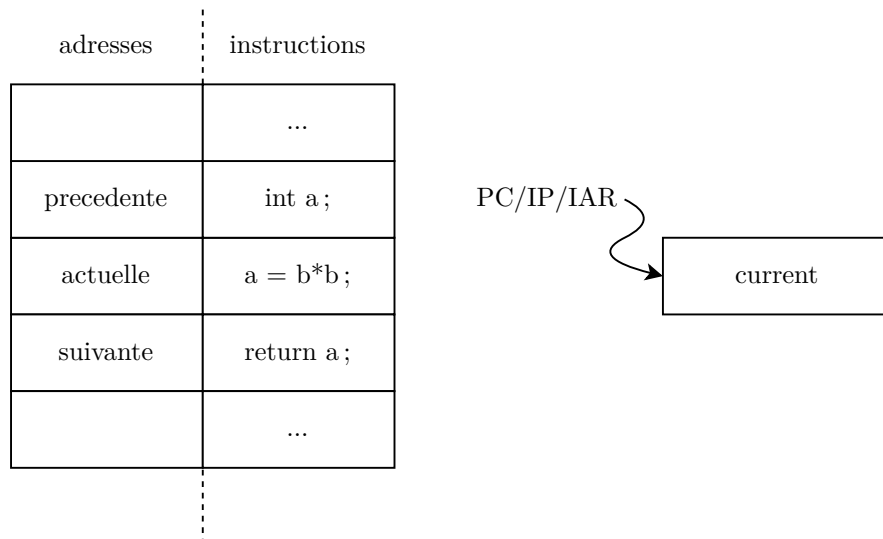 adresses instructions
...
precedente int a ;
PC/IP/IAR
actuelle a = b*b ;
current
suivante return a ;
...